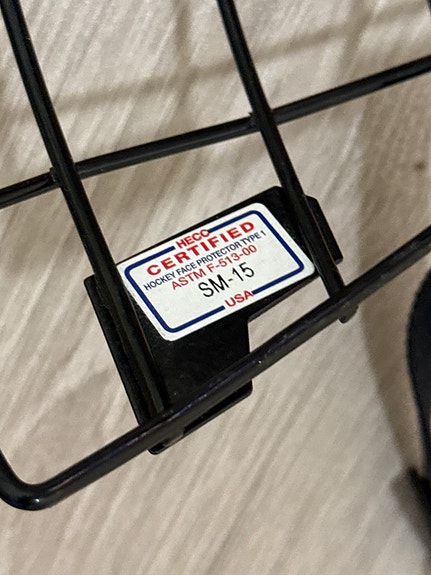 HECC
CERTIFIED
HOCKEY FACE PROTECTOR TYPE 1
ASTM F-513-00
SM-15
USA